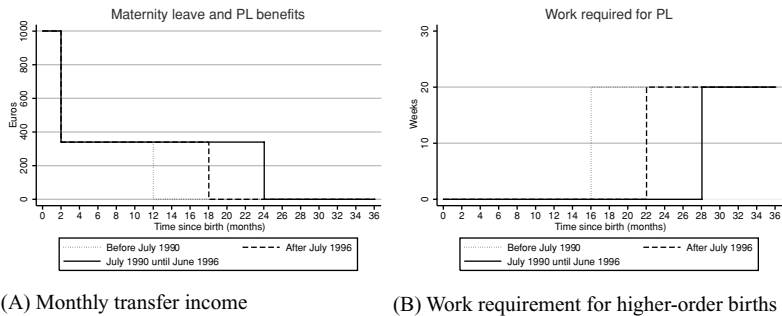 Maternity leave and PL benefits
Euros
0 200 400 600 800 1000
0 2 4 6 8 10 12 14 16 18 20 22 24 26 28 30 32 34 36
Time since birth (months)
Before July 1990
After July 1996
July 1990 until June 1996
(A) Monthly transfer income
Work required for PL
Weeks
0 10 20 30
0 2 4 6 8 10 12 14 16 18 20 22 24 26 28 30 32 34 36
Time since birth (months)
Before July 1990
After July 1996
July 1990 until June 1996
(B) Work requirement for higher-order births